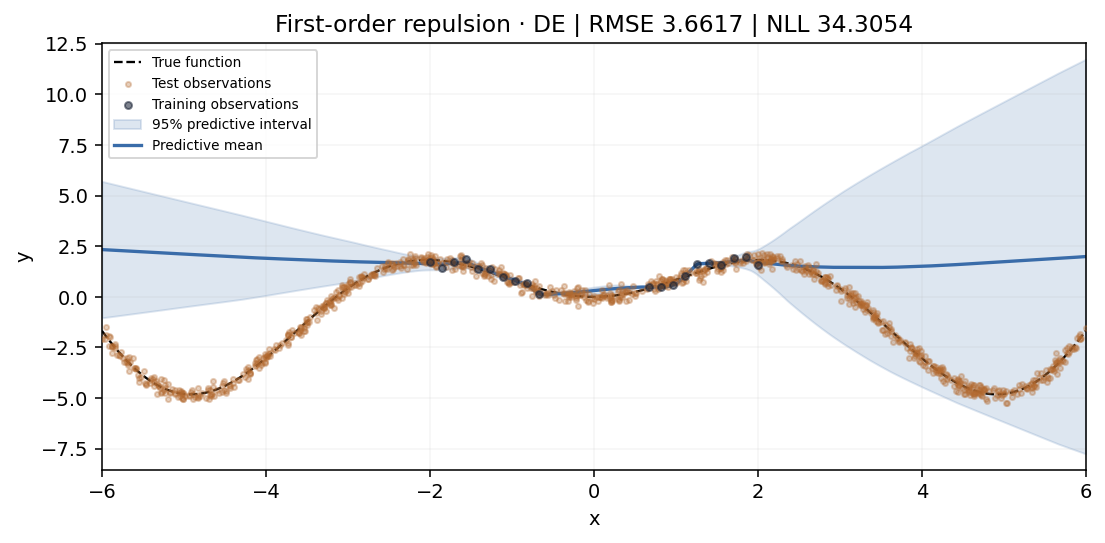 First-order repulsion · DE | RMSE 3.6617 | NLL 34.3054
True function
Test observations
Training observations
95% predictive interval
Predictive mean
12.5
10.0
7.5
5.0
2.5
0.0
−2.5
−5.0
−7.5
y
−6 −4 −2 0 2 4 6
x